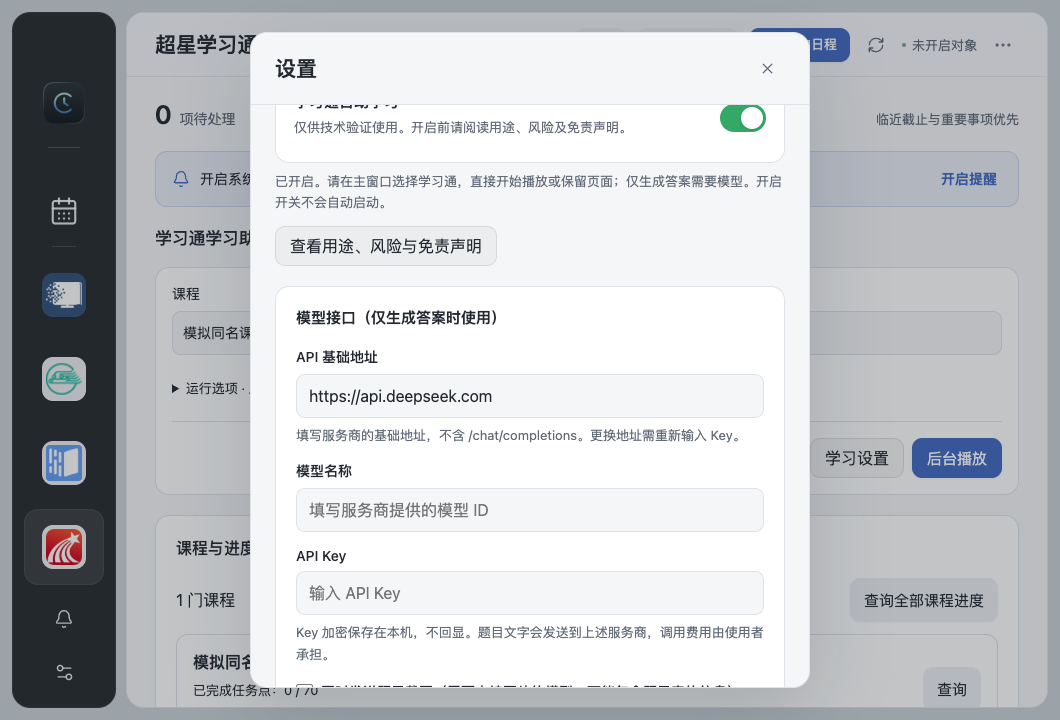 超星学习通
日程
未开启对象
设置
0 项待处理
临近截止与重要事项优先
学习通自动学习
仅供技术验证使用。开启前请阅读用途、风险及免责声明。
开启系统
开启提醒
已开启。请在主窗口选择学习通，直接开始播放或保留页面；仅生成答案需要模型。开启
开关不会自动启动。
学习通学习助
查看用途、风险与免责声明
课程
模拟同名课
运行选项 ·
模型接口（仅生成答案时使用）
API 基础地址
https://api.deepseek.com
填写服务商的基础地址，不含 /chat/completions。更换地址需重新输入 Key。
学习设置
后台播放
模型名称
填写服务商提供的模型 ID
课程与进度
API Key
输入 API Key
1 门课程
查询全部课程进度
Key 加密保存在本机，不回显。题目文字会发送到上述服务商，调用费用由使用者
承担。
模拟同名
已完成任务点：0 / 70
查询